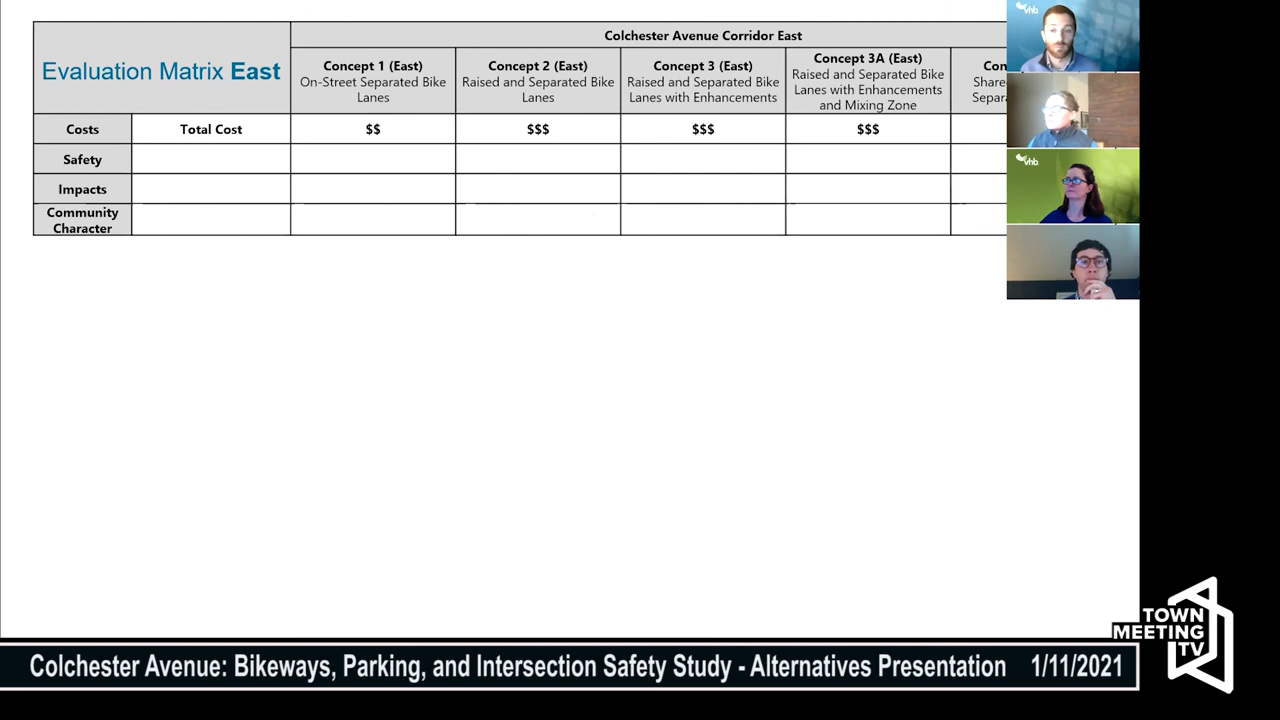 Evaluation Matrix East
Colchester Avenue Corridor East
Concept 1 (East)
On-Street Separated Bike
Lanes
Concept 2 (East)
Raised and Separated Bike
Lanes
Concept 3 (East)
Raised and Separated Bike
Lanes with Enhancements
Concept 3A (East)
Raised and Separated Bike
Lanes with Enhancements
and Mixing Zone
Costs
Total Cost
$$
$$$
$$$
$$$
Safety
Impacts
Community
Character
vhb
vhb
TOWN
MEETING
TV
Colchester Avenue: Bikeways, Parking, and Intersection Safety Study - Alternatives Presentation 1/11/2021